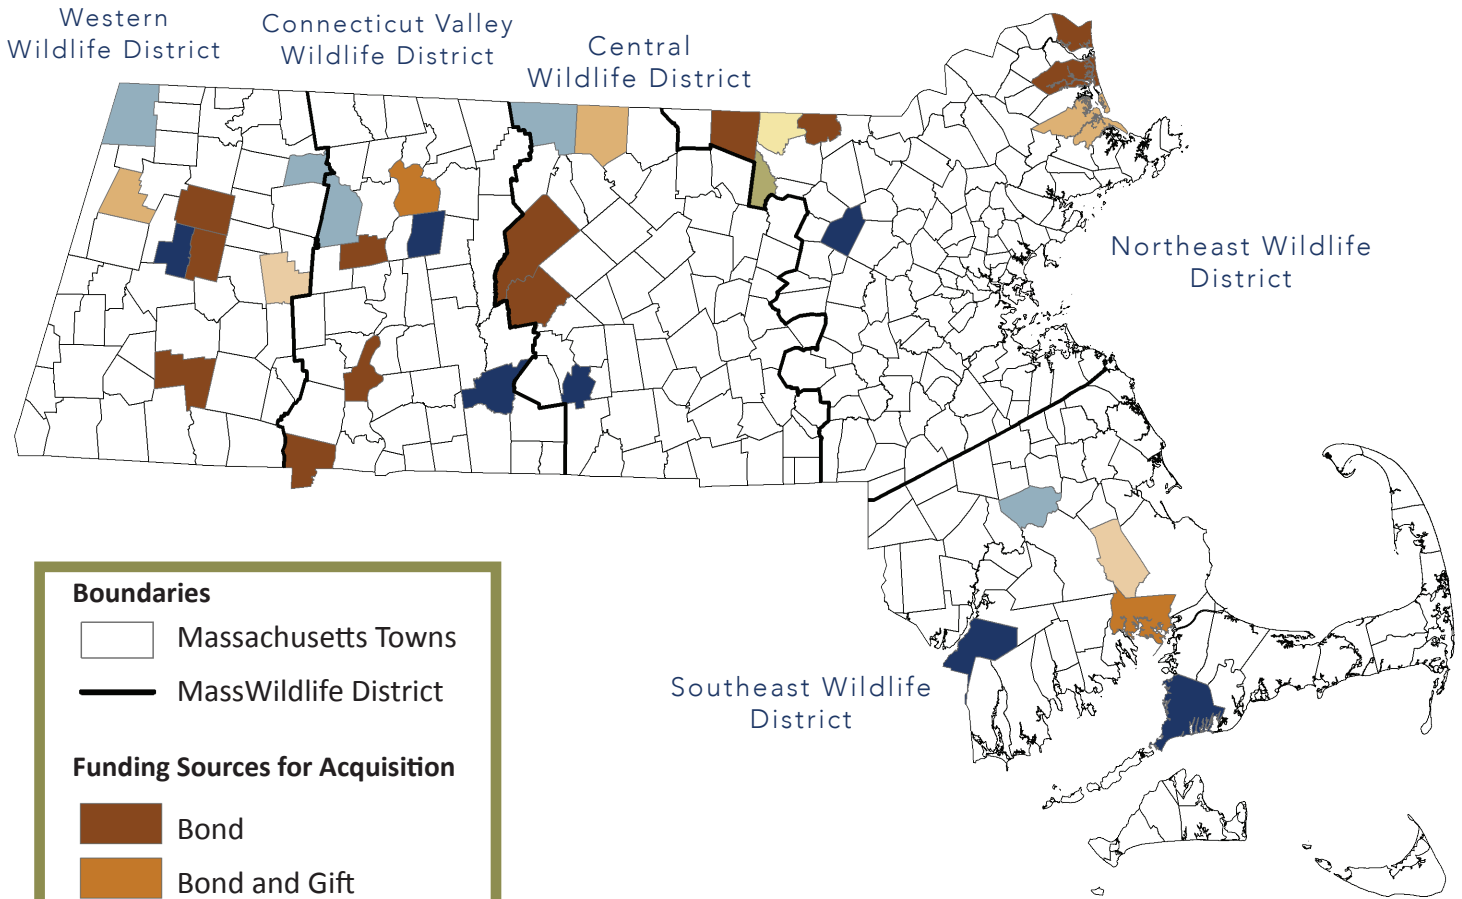 Western
Wildlife District
Connecticut Valley
Wildlife District
Central
Wildlife District
Northeast Wildlife
District
Southeast Wildlife
District
Boundaries
Massachusetts Towns
MassWildlife District
Funding Sources for Acquisition
Bond
Bond and Gift